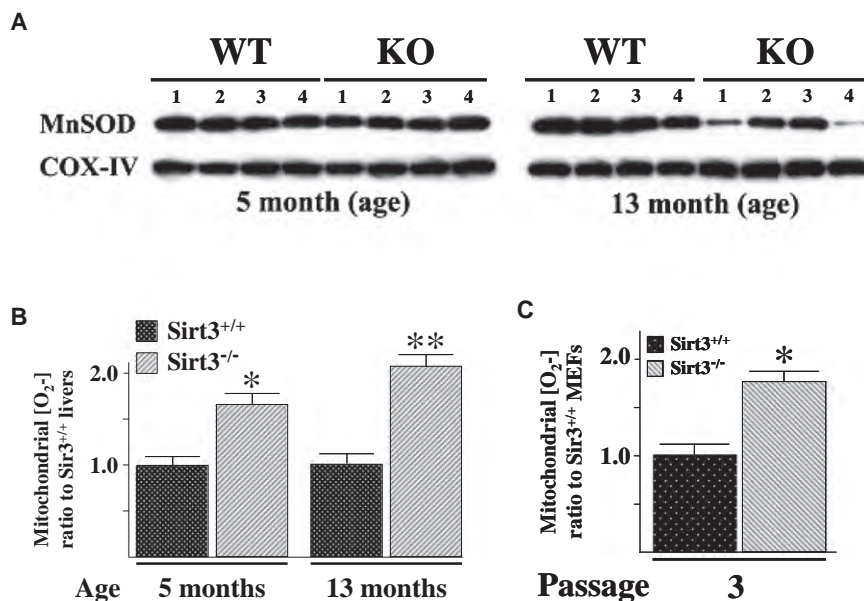 A
WT KO WT KO
1 2 3 4 1 2 3 4 1 2 3 4 1 2 3 4
MnSOD
COX-IV
5 month (age) 13 month (age)
B
Sirt3+/+
Sirt3-/-
Mitochondrial [O2-]
ratio to Sir3+/+ livers
2.0
1.0
* **
Age 5 months 13 months
C
Sirt3+/+
Sirt3-/-
Mitochondrial [O2-]
ratio to Sir3+/+ MEFs
2.0
1.0
*
Passage 3